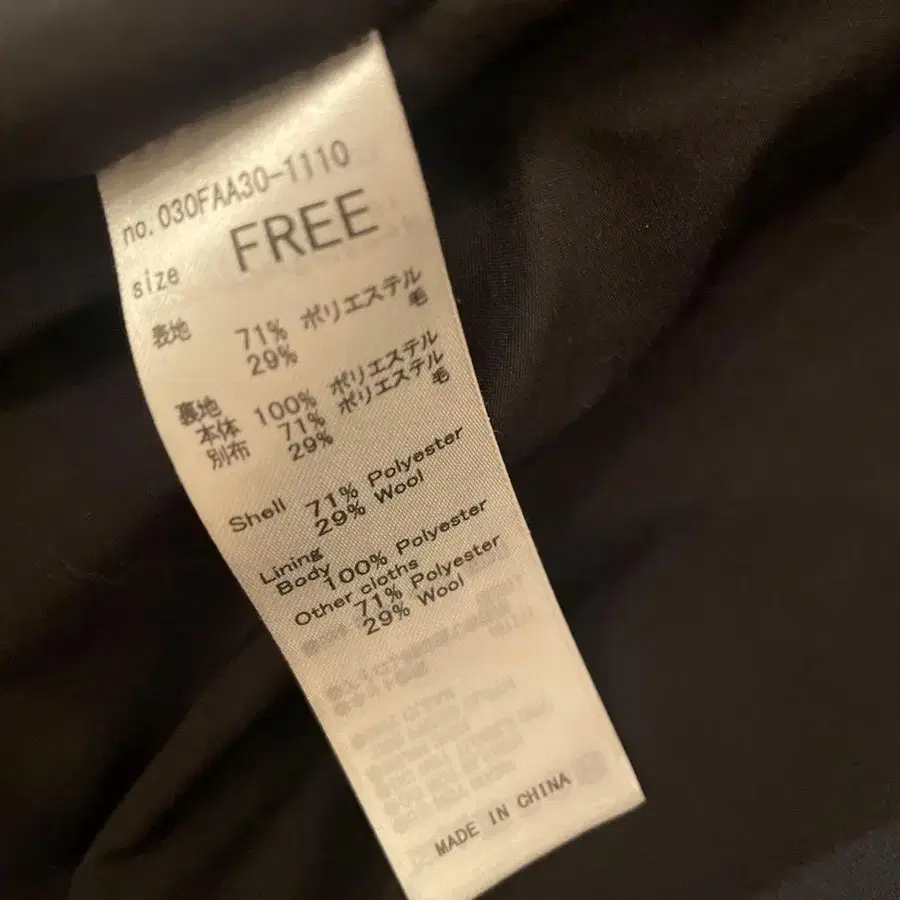 no.030FAA30-1110
size FREE
表地 71% ポリエステル
29% 毛
裏地
本体 100% ポリエステル
別布 71% ポリエステル
29% 毛
Shell 71% Polyester
29% Wool
Lining
Body 100% Polyester
Other cloths
71% Polyester
29% Wool
MADE IN CHINA